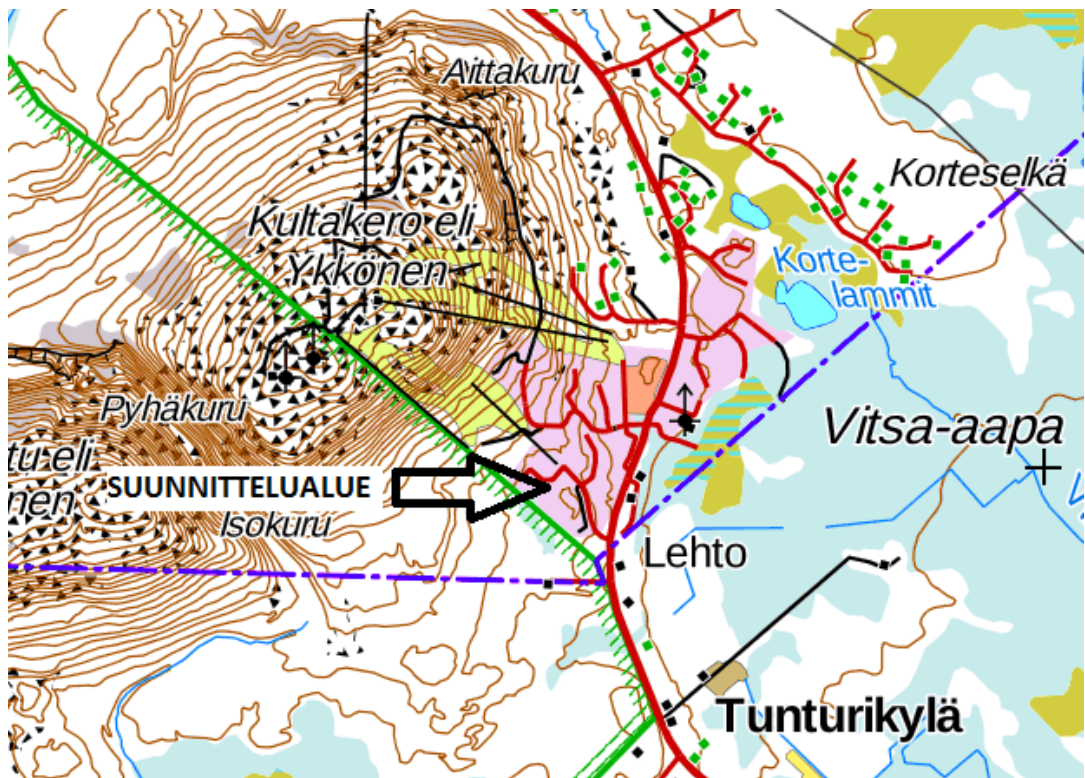 Aittakuru
Korteselkä
Kultakero eli
Ykkönen
Korte-
lammit
Pyhäkuru
Vitsa-aapa
tu eli
nen
SUUNNITTELUALUE
Isokuru
V
Lehto
Tunturikylä